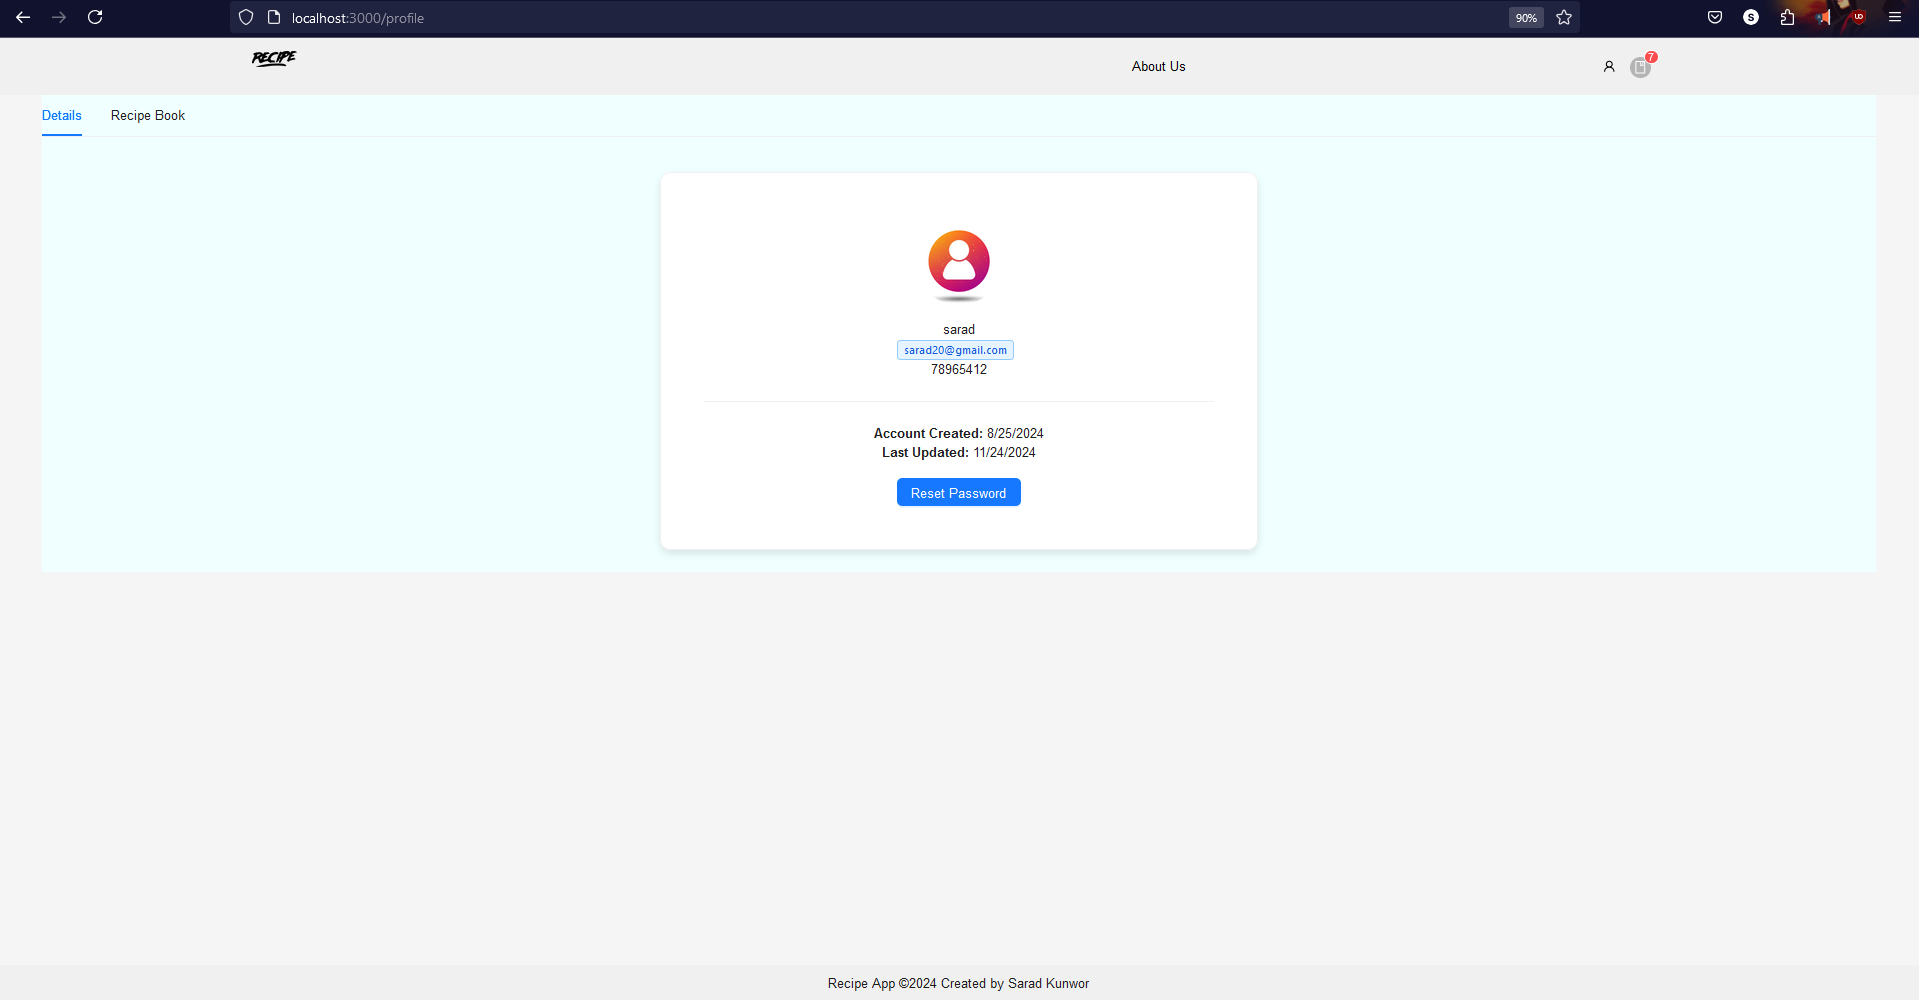 localhost:3000/profile
90%
S
UD
RECIPE
About Us
7
Details
Recipe Book
sarad
sarad20@gmail.com
78965412
Account Created: 8/25/2024
Last Updated: 11/24/2024
Reset Password
Recipe App ©2024 Created by Sarad Kunwor